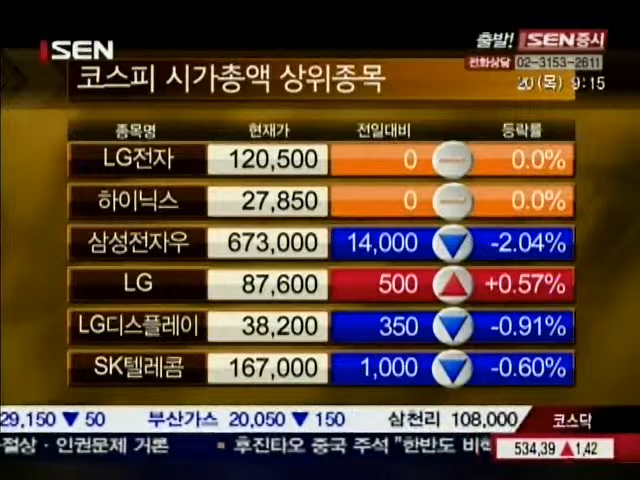 SEN
출발! SEN증시
전화상담 02-3153-2611
20(목) 9:15
코스피 시가총액 상위종목
종목명 현재가 전일대비 등락률
LG전자 120,500 0 0.0%
하이닉스 27,850 0 0.0%
삼성전자우 673,000 14,000 ▼ -2.04%
LG 87,600 500 ▲ +0.57%
LG디스플레이 38,200 350 ▼ -0.91%
SK텔레콤 167,000 1,000 ▼ -0.60%
29,150 ▼ 50 부산가스 20,050 ▼ 150 삼천리 108,000 코스닥
절상·인권문제 거론 후진타오 중국 주석 "한반도 비핵 534,39 ▲1,42